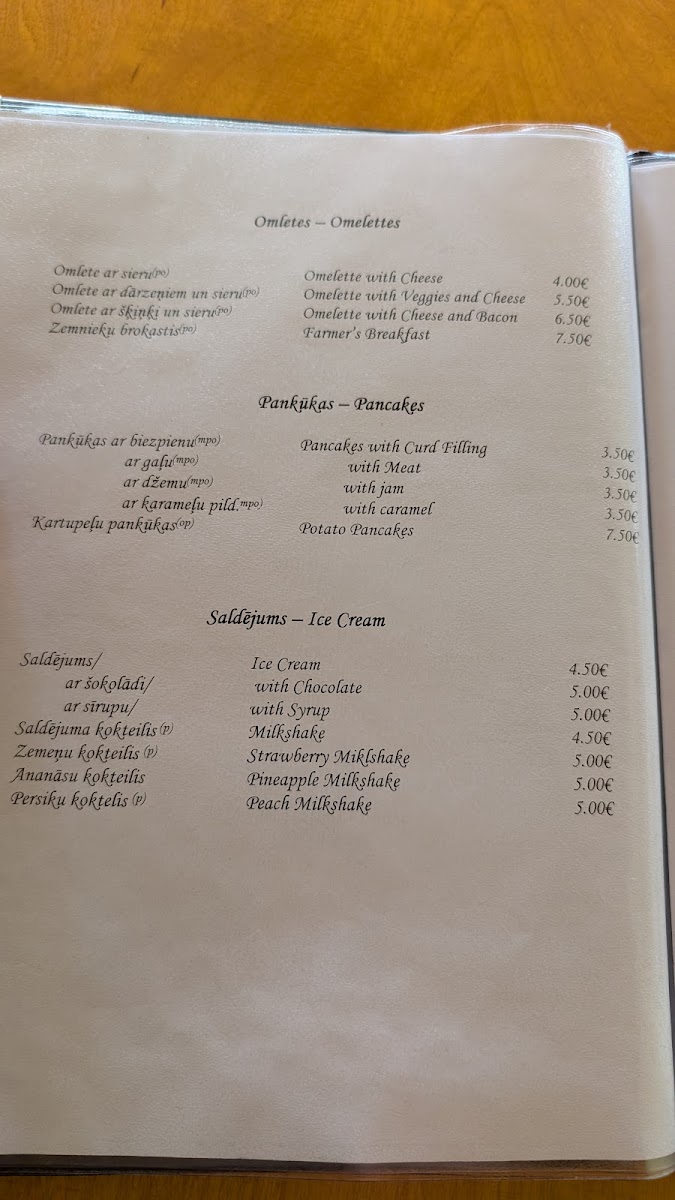 Omletes – Omelettes
Omlete ar sieru(po) Omelette with Cheese 4.00€
Omlete ar dārzeņiem un sieru(po) Omelette with Veggies and Cheese 5.50€
Omlete ar šķiņķi un sieru(po) Omelette with Cheese and Bacon 6.50€
Zemnieku brokastis(po) Farmer's Breakfast 7.50€
Pankūkas – Pancakes
Pankūkas ar biezpienu(mpo) Pancakes with Curd Filling 3.50€
ar gaļu(mpo) with Meat 3.50€
ar džemu(mpo) with jam 3.50€
ar karameļu pild.mpo) with caramel 3.50€
Kartupeļu pankūkas(op) Potato Pancakes 7.50€
Saldējums – Ice Cream
Saldējums/ Ice Cream 4.50€
ar šokolādi/ with Chocolate 5.00€
ar sīrupu/ with Syrup 5.00€
Saldējuma kokteilis(p) Milkshake 4.50€
Zemeņu kokteilis (p) Strawberry Miklshake 5.00€
Ananāsu kokteilis Pineapple Milkshake 5.00€
Persiku koktelis (p) Peach Milkshake 5.00€